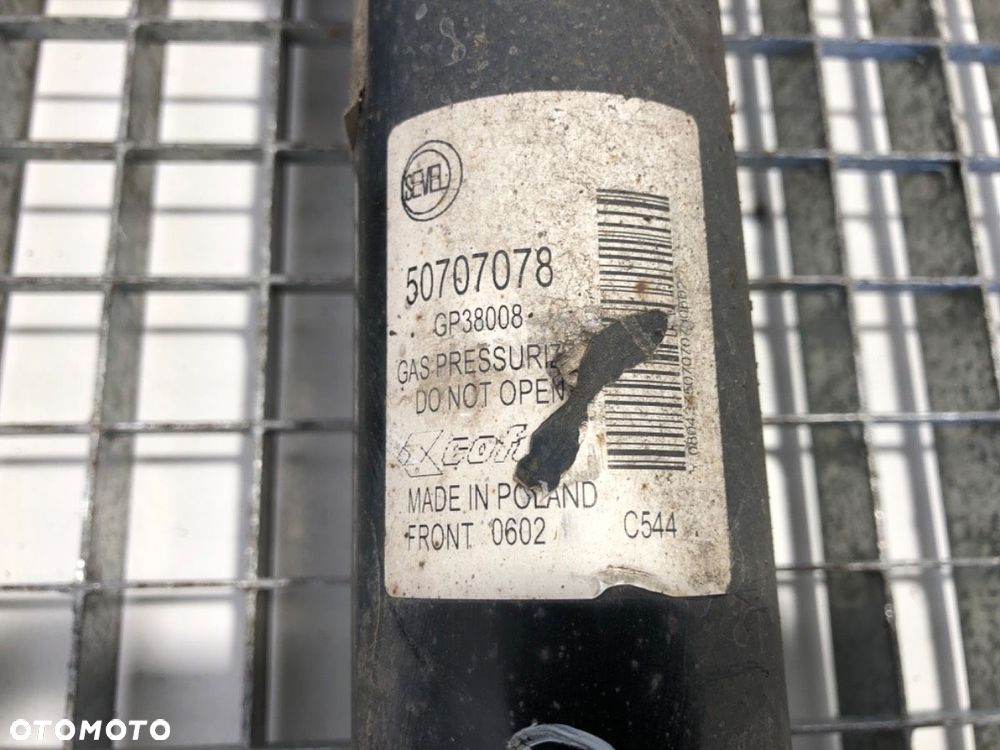 SEVEL
50707078
GP38008
GAS PRESSURIZ
DO NOT OPEN
MADE IN POLAND
FRONT 0602 C544
OTOMOTO